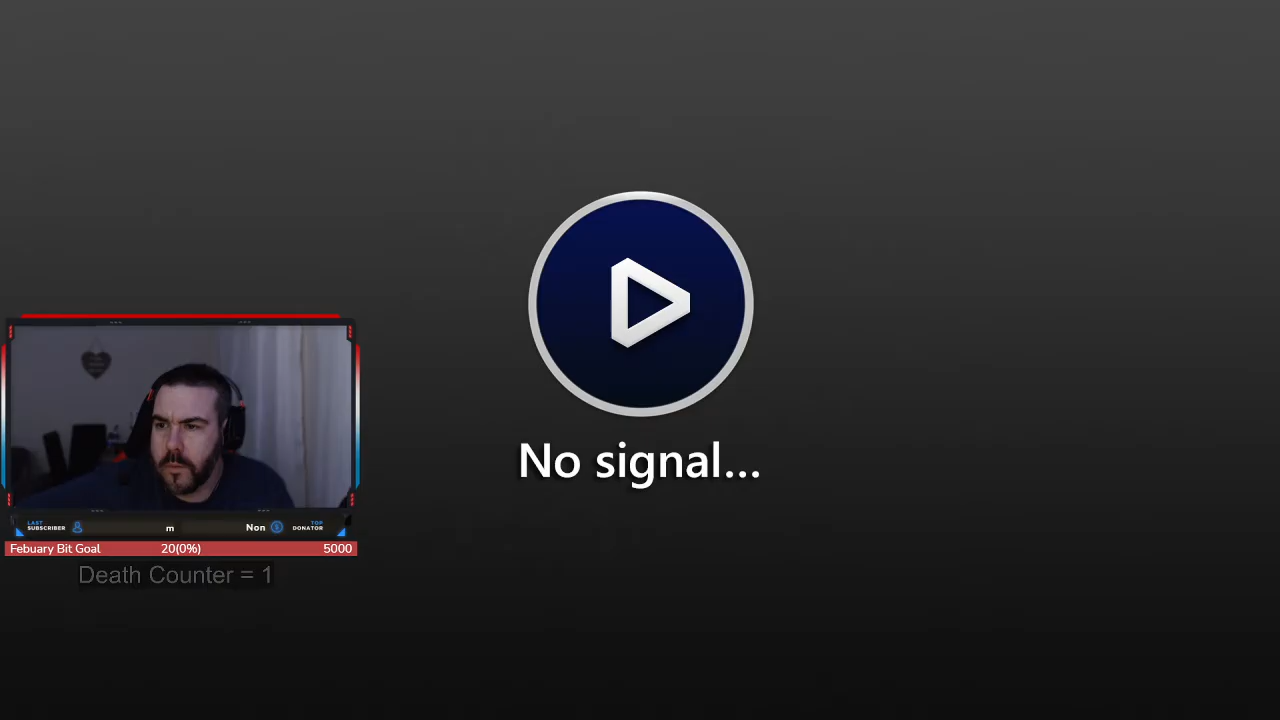 No signal...
LAST
SUBSCRIBER
m
Non
TOP
DONATOR
Febuary Bit Goal 20(0%) 5000
Death Counter = 1